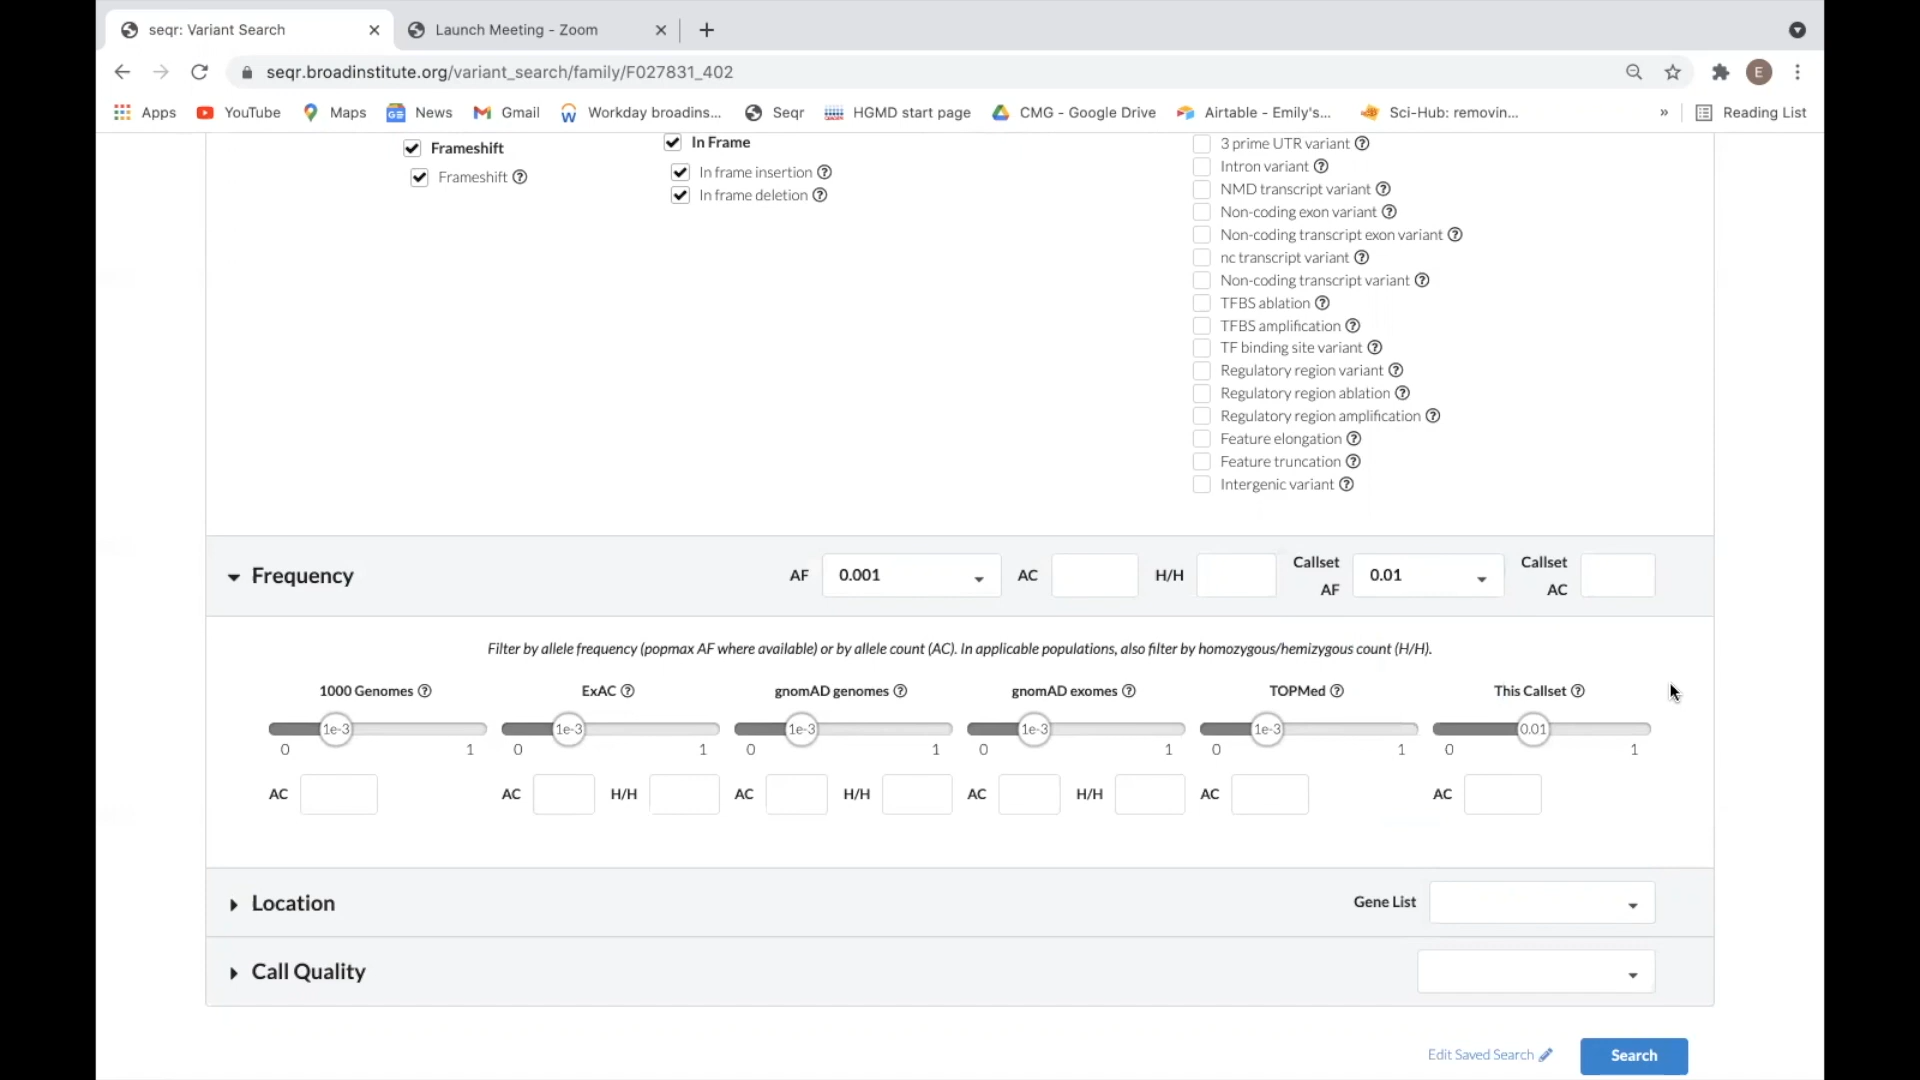 seqr: Variant Search
Launch Meeting - Zoom
seqr.broadinstitute.org/variant_search/family/F027831_402
E
Apps
YouTube
Maps
News
Gmail
Workday broadins...
Seqr
HGMD start page
CMG - Google Drive
Airtable - Emily's...
Sci-Hub: removin...
»
Reading List
Frameshift
Frameshift
In Frame
In frame insertion
In frame deletion
3 prime UTR variant
Intron variant
NMD transcript variant
Non-coding exon variant
Non-coding transcript exon variant
nc transcript variant
Non-coding transcript variant
TFBS ablation
TFBS amplification
TF binding site variant
Regulatory region variant
Regulatory region ablation
Regulatory region amplification
Feature elongation
Feature truncation
Intergenic variant
Frequency
AF
0.001
AC
H/H
Callset
AF
0.01
Callset
AC
Filter by allele frequency (popmax AF where available) or by allele count (AC). In applicable populations, also filter by homozygous/hemizygous count (H/H).
1000 Genomes
1e-3
0 1
AC
ExAC
1e-3
0 1
AC H/H
gnomAD genomes
1e-3
0 1
AC H/H
gnomAD exomes
1e-3
0 1
AC H/H
TOPMed
1e-3
0 1
AC
This Callset
0.01
0 1
AC
Location
Gene List
Call Quality
Edit Saved Search
Search